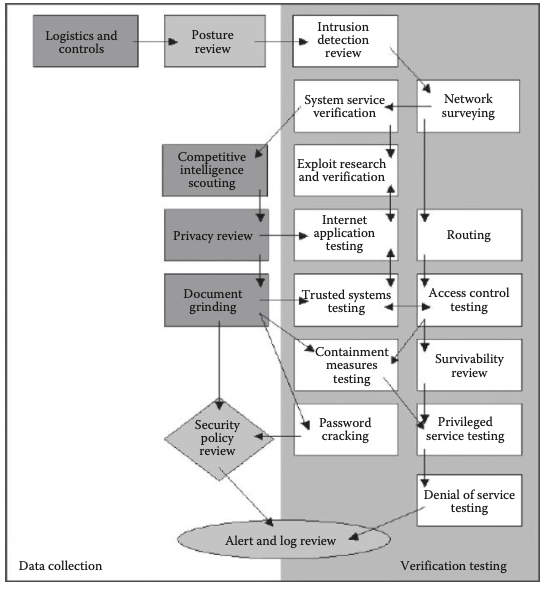 Logistics and
controls
Posture
review
Intrusion
detection
review
System service
verification
Network
surveying
Competitive
intelligence
scouting
Exploit research
and verification
Privacy review
Internet
application
testing
Routing
Document
grinding
Trusted systems
testing
Access control
testing
Containment
measures
testing
Survivability
review
Security
policy
review
Password
cracking
Privileged
service testing
Denial of service
testing
Alert and log review
Data collection
Verification testing